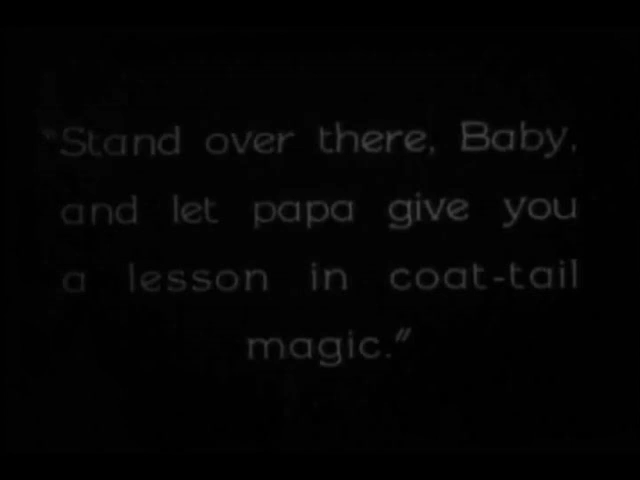 "Stand over there, Baby,
and let papa give you
a lesson in coat-tail
magic."